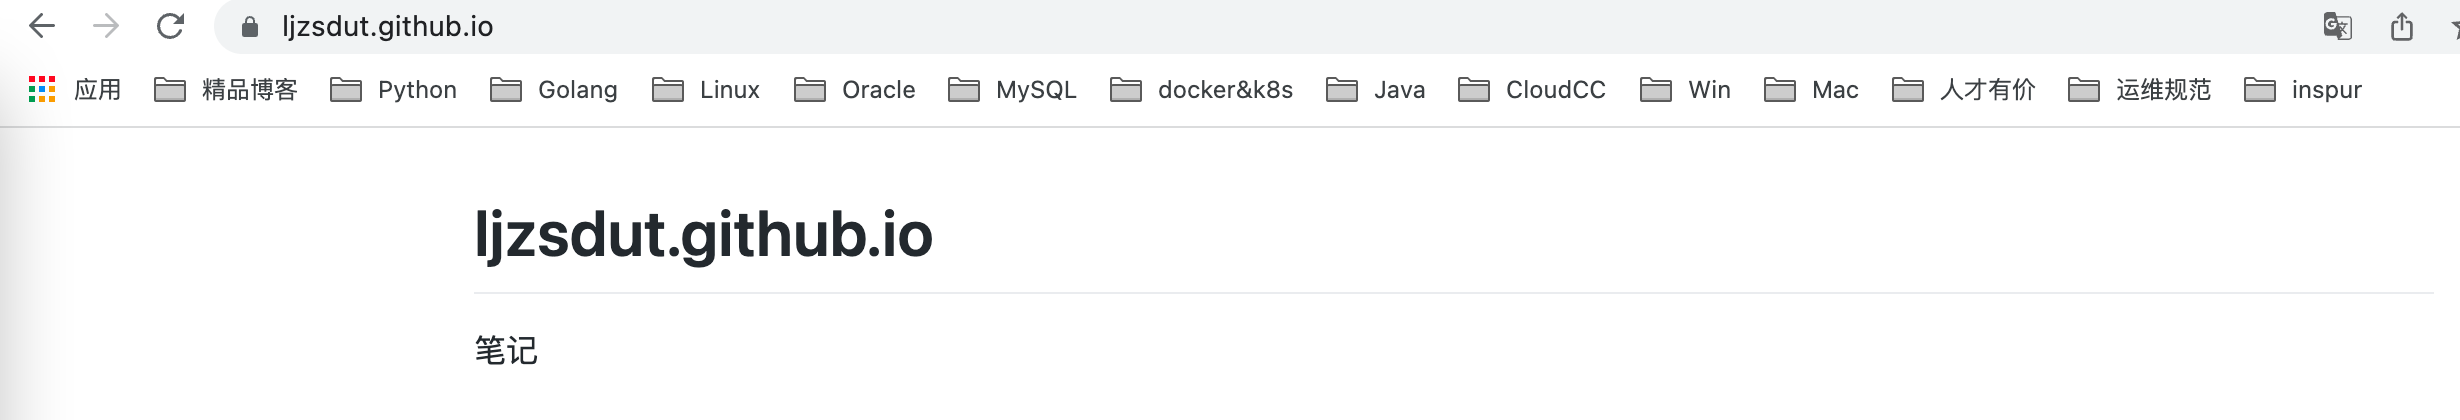 ljzsdut.github.io
应用 精品博客 Python Golang Linux Oracle MySQL docker&k8s Java CloudCC Win Mac 人才有价 运维规范 inspur
ljzsdut.github.io
笔记